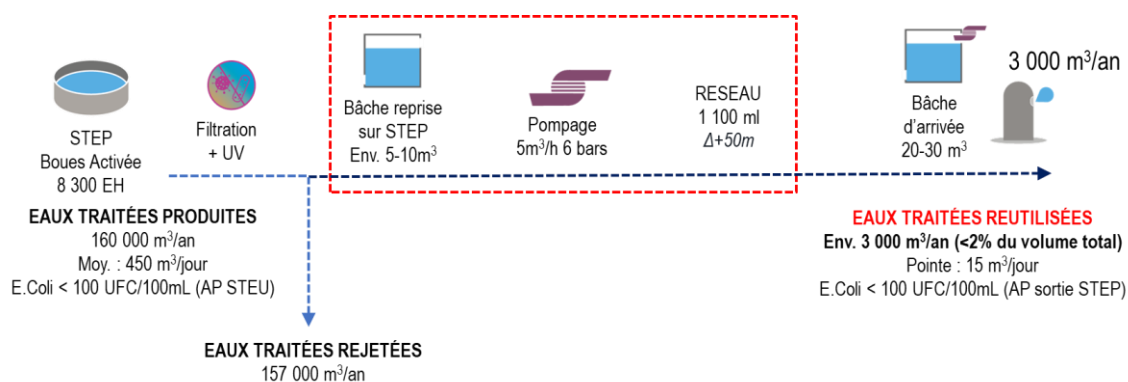 STEP
Boues Activée
8 300 EH
Filtration
+ UV
Bâche reprise
sur STEP
Env. 5-10m³
Pompage
5m³/h 6 bars
RESEAU
1 100 ml
Δ+50m
Bâche
d'arrivée
20-30 m³
3 000 m³/an
EAUX TRAITÉES PRODUITES
160 000 m³/an
Moy. : 450 m³/jour
E.Coli < 100 UFC/100mL (AP STEU)
EAUX TRAITÉES REUTILISÉES
Env. 3 000 m³/an (<2% du volume total)
Pointe : 15 m³/jour
E.Coli < 100 UFC/100mL (AP sortie STEP)
EAUX TRAITÉES REJETÉES
157 000 m³/an